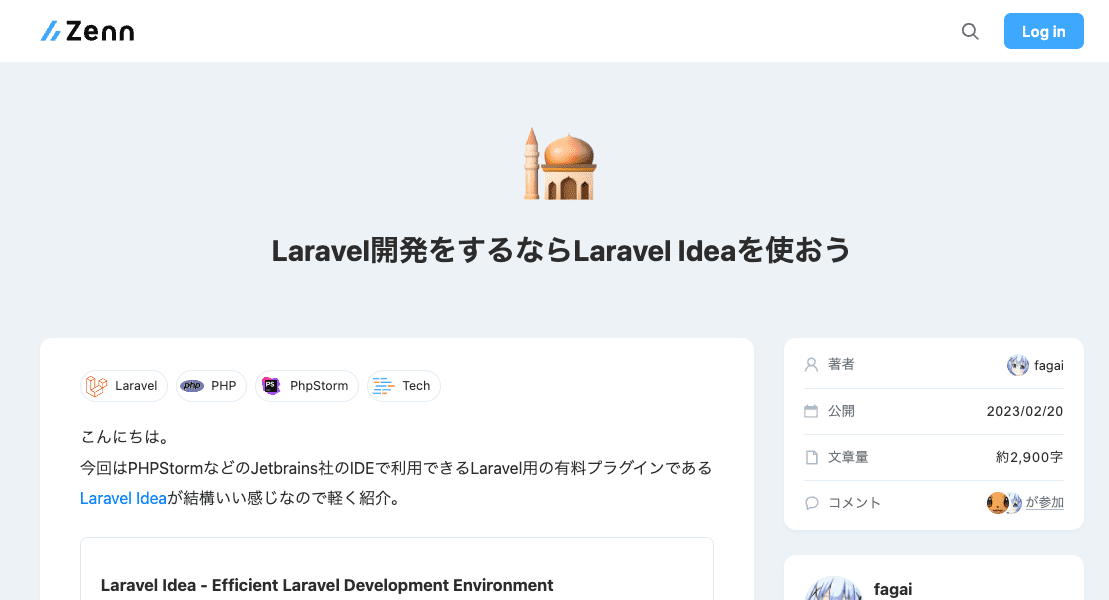 Zenn
Log in
Laravel開発をするならLaravel Ideaを使おう
Laravel
php PHP
PS PhpStorm
Tech
こんにちは。
今回はPHPStormなどのJetbrains社のIDEで利用できるLaravel用の有料プラグインである
Laravel Ideaが結構いい感じなので軽く紹介。
Laravel Idea - Efficient Laravel Development Environment
著者 fagai
公開 2023/02/20
文章量 約2,900字
コメント が参加
fagai